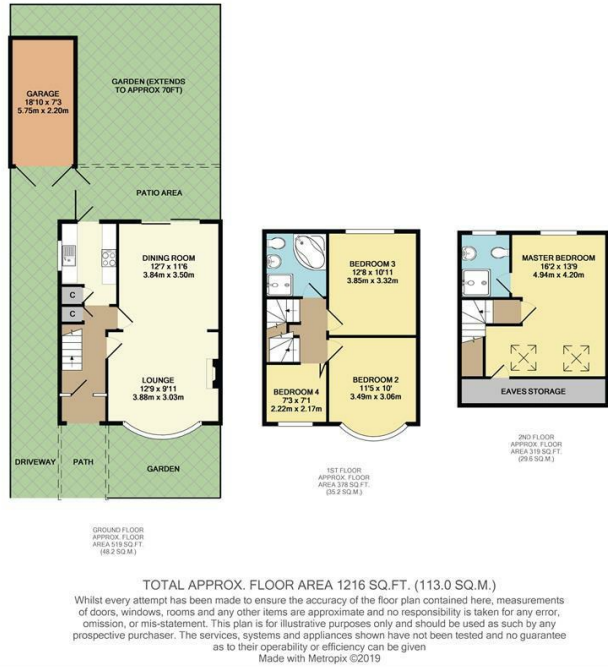 GARAGE
18'10 x 7'3
5.75m x 2.20m
GARDEN (EXTENDS
TO APPROX 70FT)
PATIO AREA
DINING ROOM
12'7 x 11'6
3.84m x 3.50m
C
C
LOUNGE
12'9 x 9'11
3.88m x 3.03m
DRIVEWAY
PATH
GARDEN
GROUND FLOOR
APPROX. FLOOR
AREA 519 SQ.FT.
(48.2 SQ.M.)
BEDROOM 3
12'8 x 10'11
3.85m x 3.32m
BEDROOM 2
11'5 x 10'
3.49m x 3.06m
BEDROOM 4
7'3 x 7'1
2.22m x 2.17m
1ST FLOOR
APPROX. FLOOR
AREA 378 SQ.FT.
(35.2 SQ.M.)
MASTER BEDROOM
16'2 x 13'9
4.94m x 4.20m
EAVES STORAGE
2ND FLOOR
APPROX. FLOOR
AREA 319 SQ.FT.
(29.6 SQ.M.)
TOTAL APPROX. FLOOR AREA 1216 SQ.FT. (113.0 SQ.M.)
Whilst every attempt has been made to ensure the accuracy of the floor plan contained here, measurements
of doors, windows, rooms and any other items are approximate and no responsibility is taken for any error,
omission, or mis-statement. This plan is for illustrative purposes only and should be used as such by any
prospective purchaser. The services, systems and appliances shown have not been tested and no guarantee
as to their operability or efficiency can be given
Made with Metropix ©2019